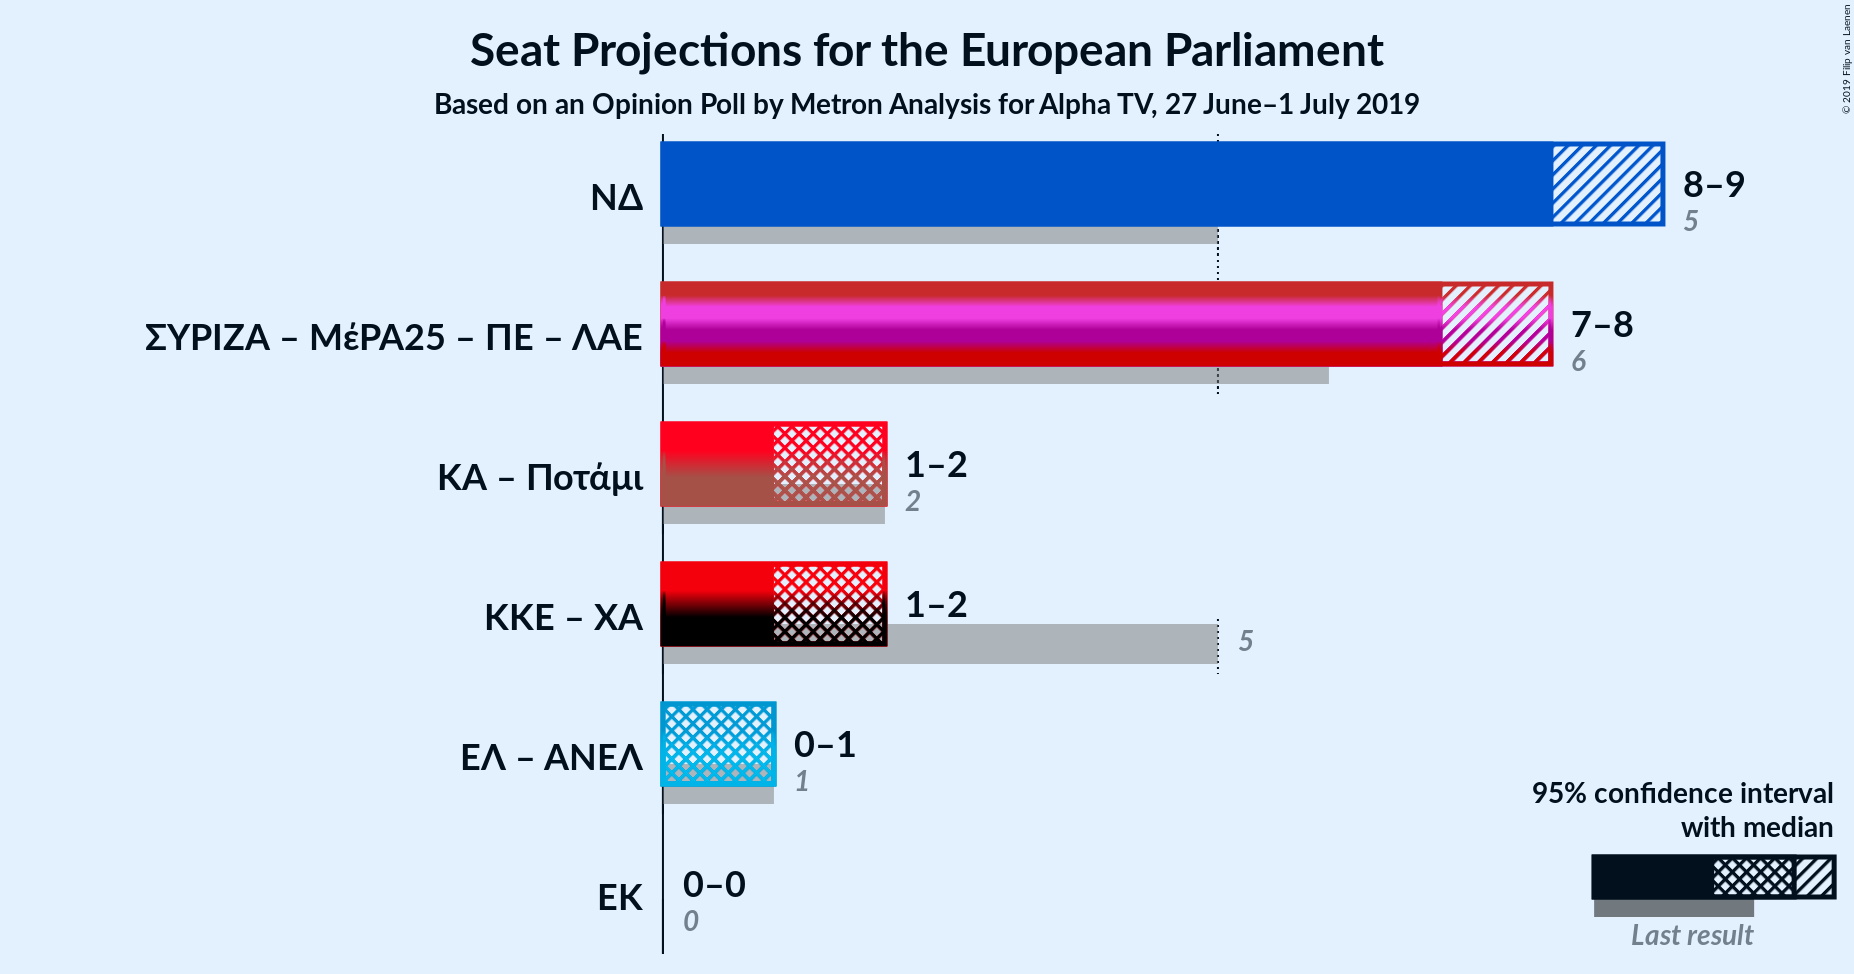 Seat Projections for the European Parliament
Based on an Opinion Poll by Metron Analysis for Alpha TV, 27 June–1 July 2019
© 2019 Filip van Laenen
ΝΔ
8–9
5
ΣΥΡΙΖΑ – ΜέΡΑ25 – ΠΕ – ΛΑΕ
7–8
6
ΚΑ – Ποτάμι
1–2
2
ΚΚΕ – ΧΑ
1–2
5
ΕΛ – ΑΝΕΛ
0–1
1
ΕΚ
0–0
0
95% confidence interval
with median
Last result